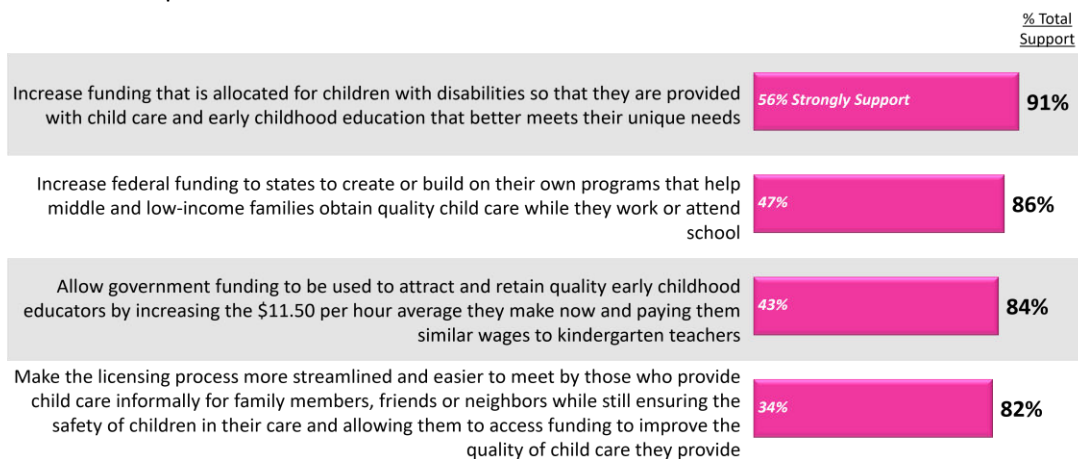 % Total
Support
Increase funding that is allocated for children with disabilities so that they are provided
with child care and early childhood education that better meets their unique needs
56% Strongly Support
91%
Increase federal funding to states to create or build on their own programs that help
middle and low-income families obtain quality child care while they work or attend
school
47%
86%
Allow government funding to be used to attract and retain quality early childhood
educators by increasing the $11.50 per hour average they make now and paying them
similar wages to kindergarten teachers
43%
84%
Make the licensing process more streamlined and easier to meet by those who provide
child care informally for family members, friends or neighbors while still ensuring the
safety of children in their care and allowing them to access funding to improve the
quality of child care they provide
34%
82%